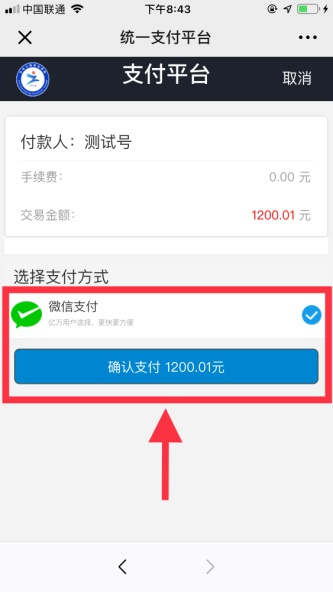 中国联通
下午8:43
统一支付平台
支付平台
取消
付款人：测试号
手续费：
0.00 元
交易金额：
1200.01 元
选择支付方式
微信支付
亿万用户选择，更快更方便
确认支付 1200.01元